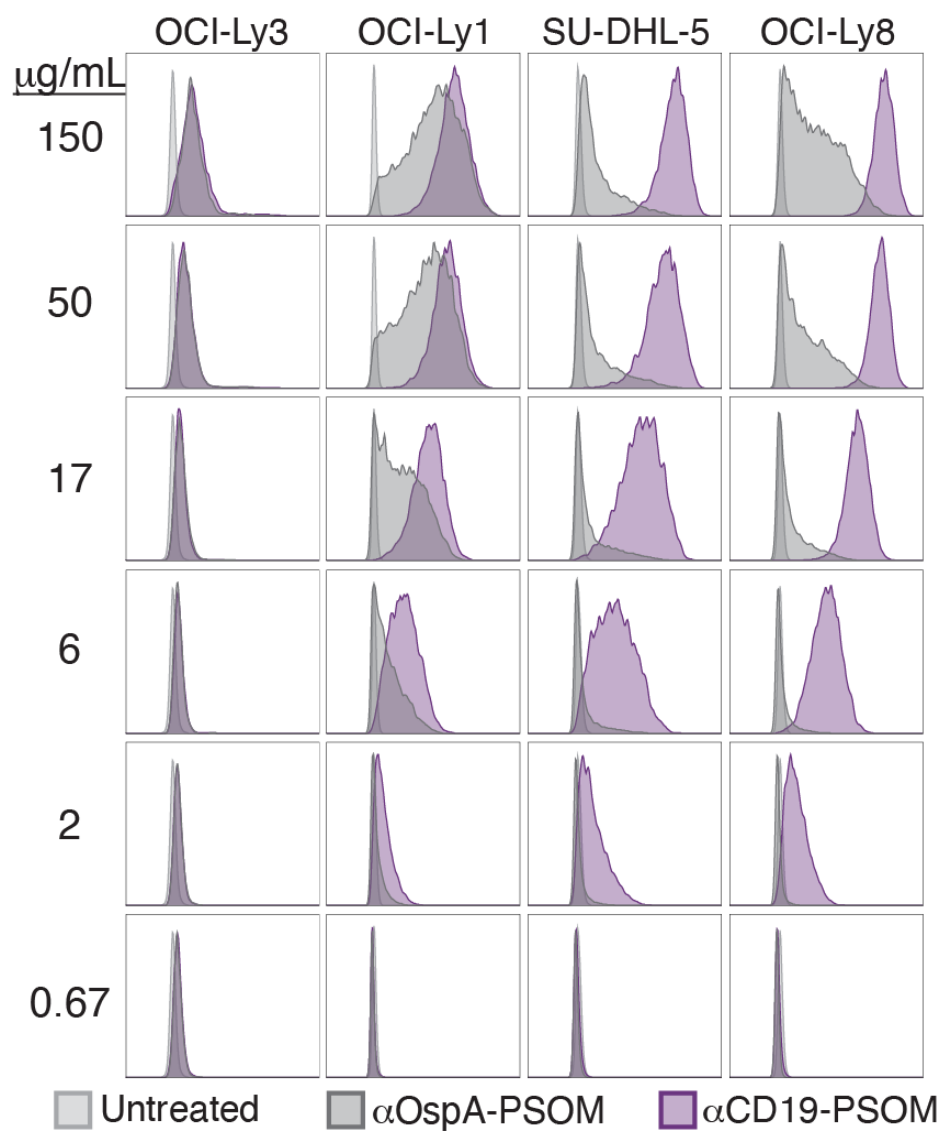 OCI-Ly3 OCI-Ly1 SU-DHL-5 OCI-Ly8
μg/mL
150
50
17
6
2
0.67
Untreated αOspA-PSOM αCD19-PSOM